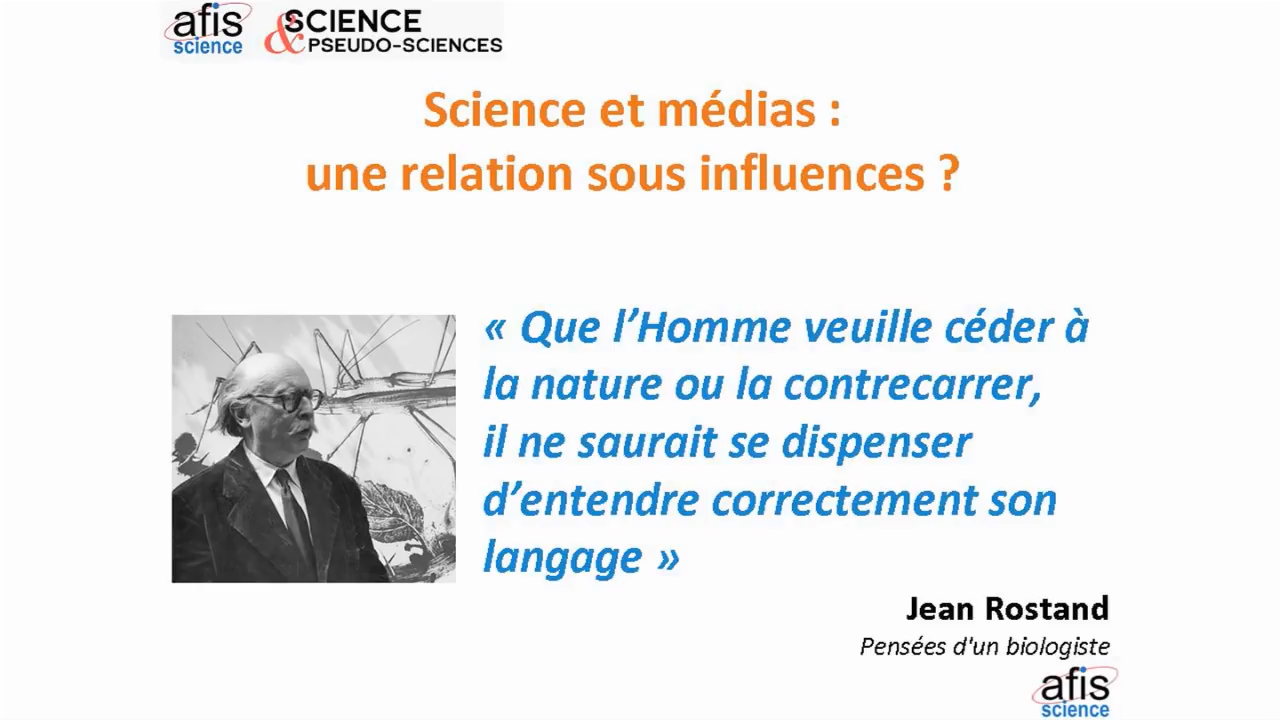 afis
science
SCIENCE
& PSEUDO-SCIENCES
Science et médias :
une relation sous influences ?
« Que l’Homme veuille céder à
la nature ou la contrecarrer,
il ne saurait se dispenser
d’entendre correctement son
langage »
Jean Rostand
Pensées d'un biologiste
afis
science